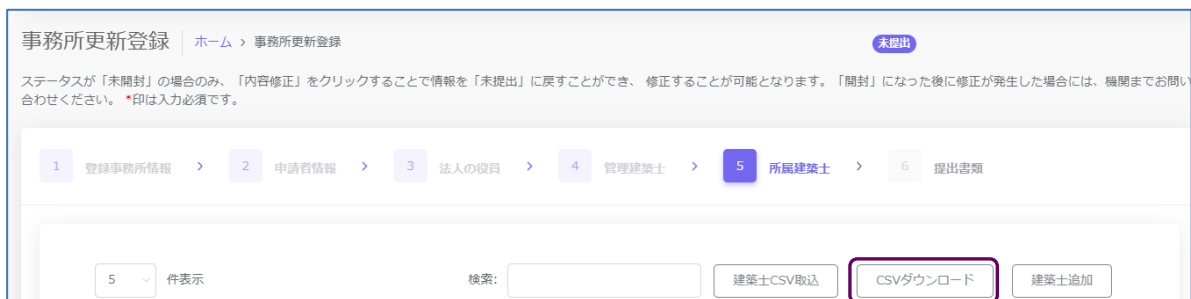 事務所更新登録 ホーム › 事務所更新登録 未提出
ステータスが「未開封」の場合のみ、「内容修正」をクリックすることで情報を「未提出」に戻すことができ、 修正することが可能となります。「開封」になった後に修正が発生した場合には、機関までお問い
合わせください。 *印は入力必須です。
1 登録事務所情報 › 2 申請者情報 › 3 法人の役員 › 4 管理建築士 › 5 所属建築士 › 6 提出書類
5 件表示 検索: 建築士CSV取込 CSVダウンロード 建築士追加